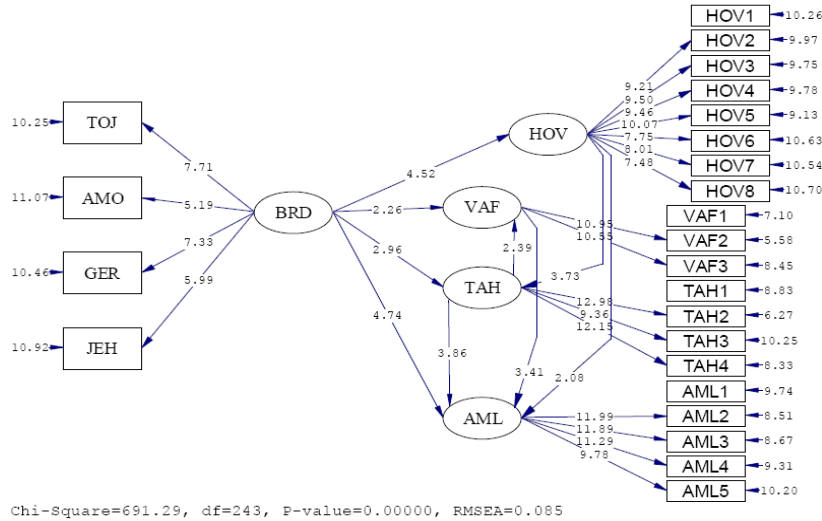 HOV1 10.26
HOV2 9.97
HOV3 9.75
HOV4 9.78
HOV5 9.13
HOV6 10.63
HOV7 10.54
HOV8 10.70
9.21
9.50
9.46
10.07
7.75
8.01
7.48
10.25 TOJ
11.07 AMO
10.46 GER
10.92 JEH
7.71
5.19
7.33
5.99
BRD
4.52
2.26
2.96
4.74
HOV
VAF
TAH
AML
2.39
3.73
3.86
3.41
2.08
VAF1 7.10
VAF2 5.58
VAF3 8.45
10.95
10.55
TAH1 8.83
TAH2 6.27
TAH3 10.25
TAH4 8.33
12.98
9.36
12.15
AML1 9.74
AML2 8.51
AML3 8.67
AML4 9.31
AML5 10.20
11.99
11.89
11.29
9.78
Chi-Square=691.29, df=243, P-value=0.00000, RMSEA=0.085